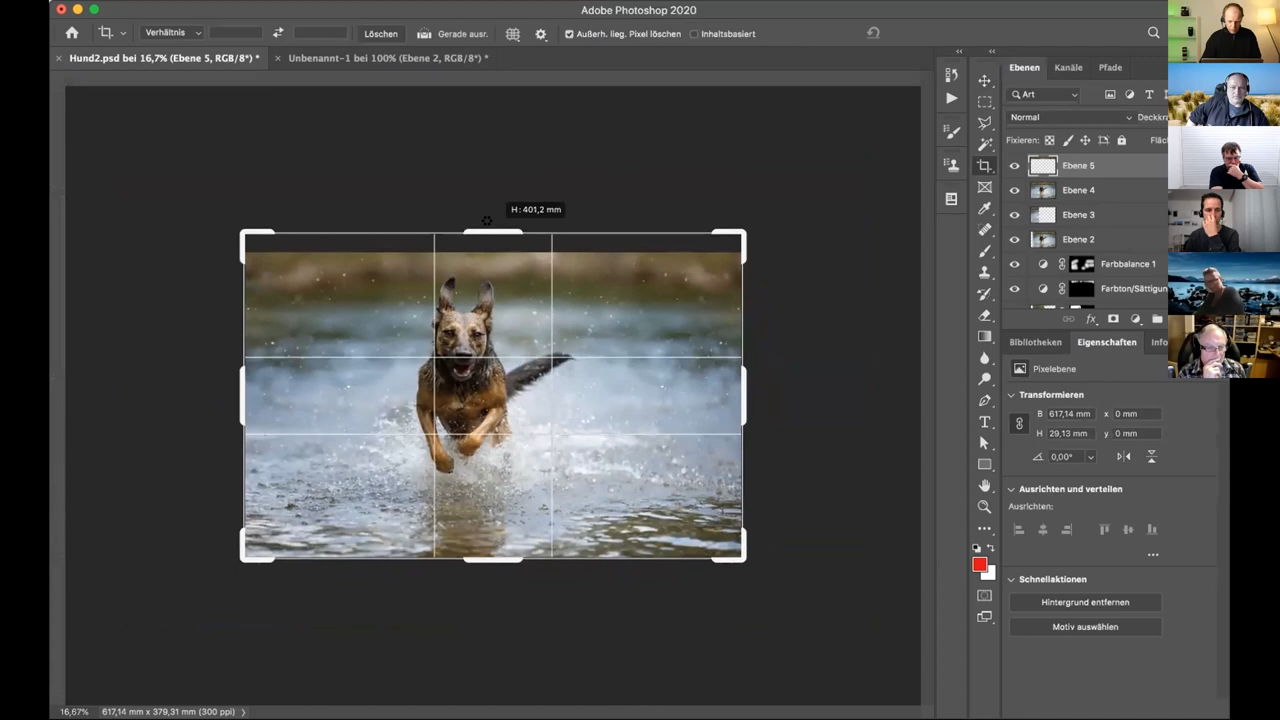 Adobe Photoshop 2020
Verhältnis
Löschen
Gerade ausr.
Außerh. lieg. Pixel löschen
Inhaltsbasiert
Hund2.psd bei 16,7% (Ebene 5, RGB/8*) *
Unbenannt-1 bei 100% (Ebene 2, RGB/8*) *
H: 401,2 mm
Ebenen
Kanäle
Pfade
Art
Normal
Deckkra
Fixieren:
Fläc
Ebene 5
Ebene 4
Ebene 3
Ebene 2
Farbbalance 1
Farbton/Sättigun
fx
Bibliotheken
Eigenschaften
Info
Pixelebene
Transformieren
B 617,14 mm x 0 mm
H 29,13 mm y 0 mm
0,00°
Ausrichten und verteilen
Ausrichten:
Schnellaktionen
Hintergrund entfernen
Motiv auswählen
16,67% 617,14 mm x 379,31 mm (300 ppi)